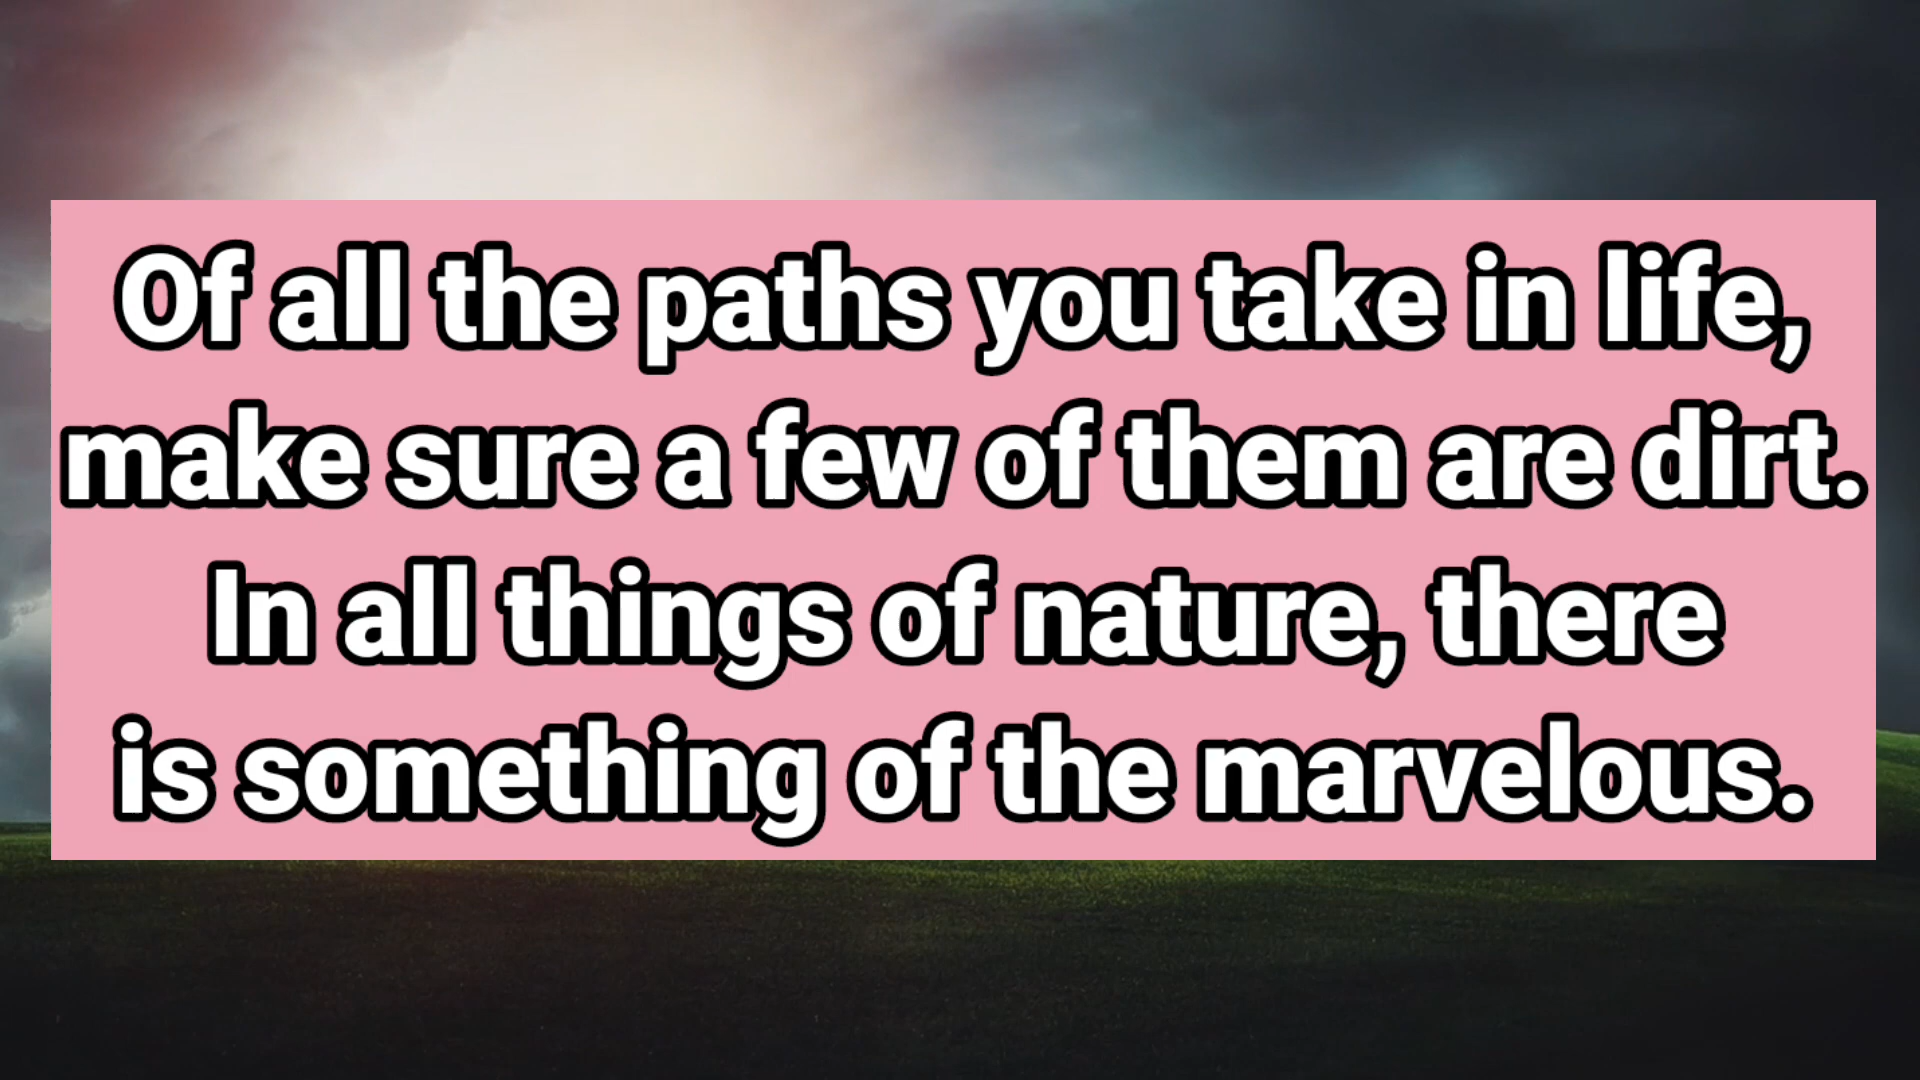 Of all the paths you take in life,
make sure a few of them are dirt.
In all things of nature, there
is something of the marvelous.